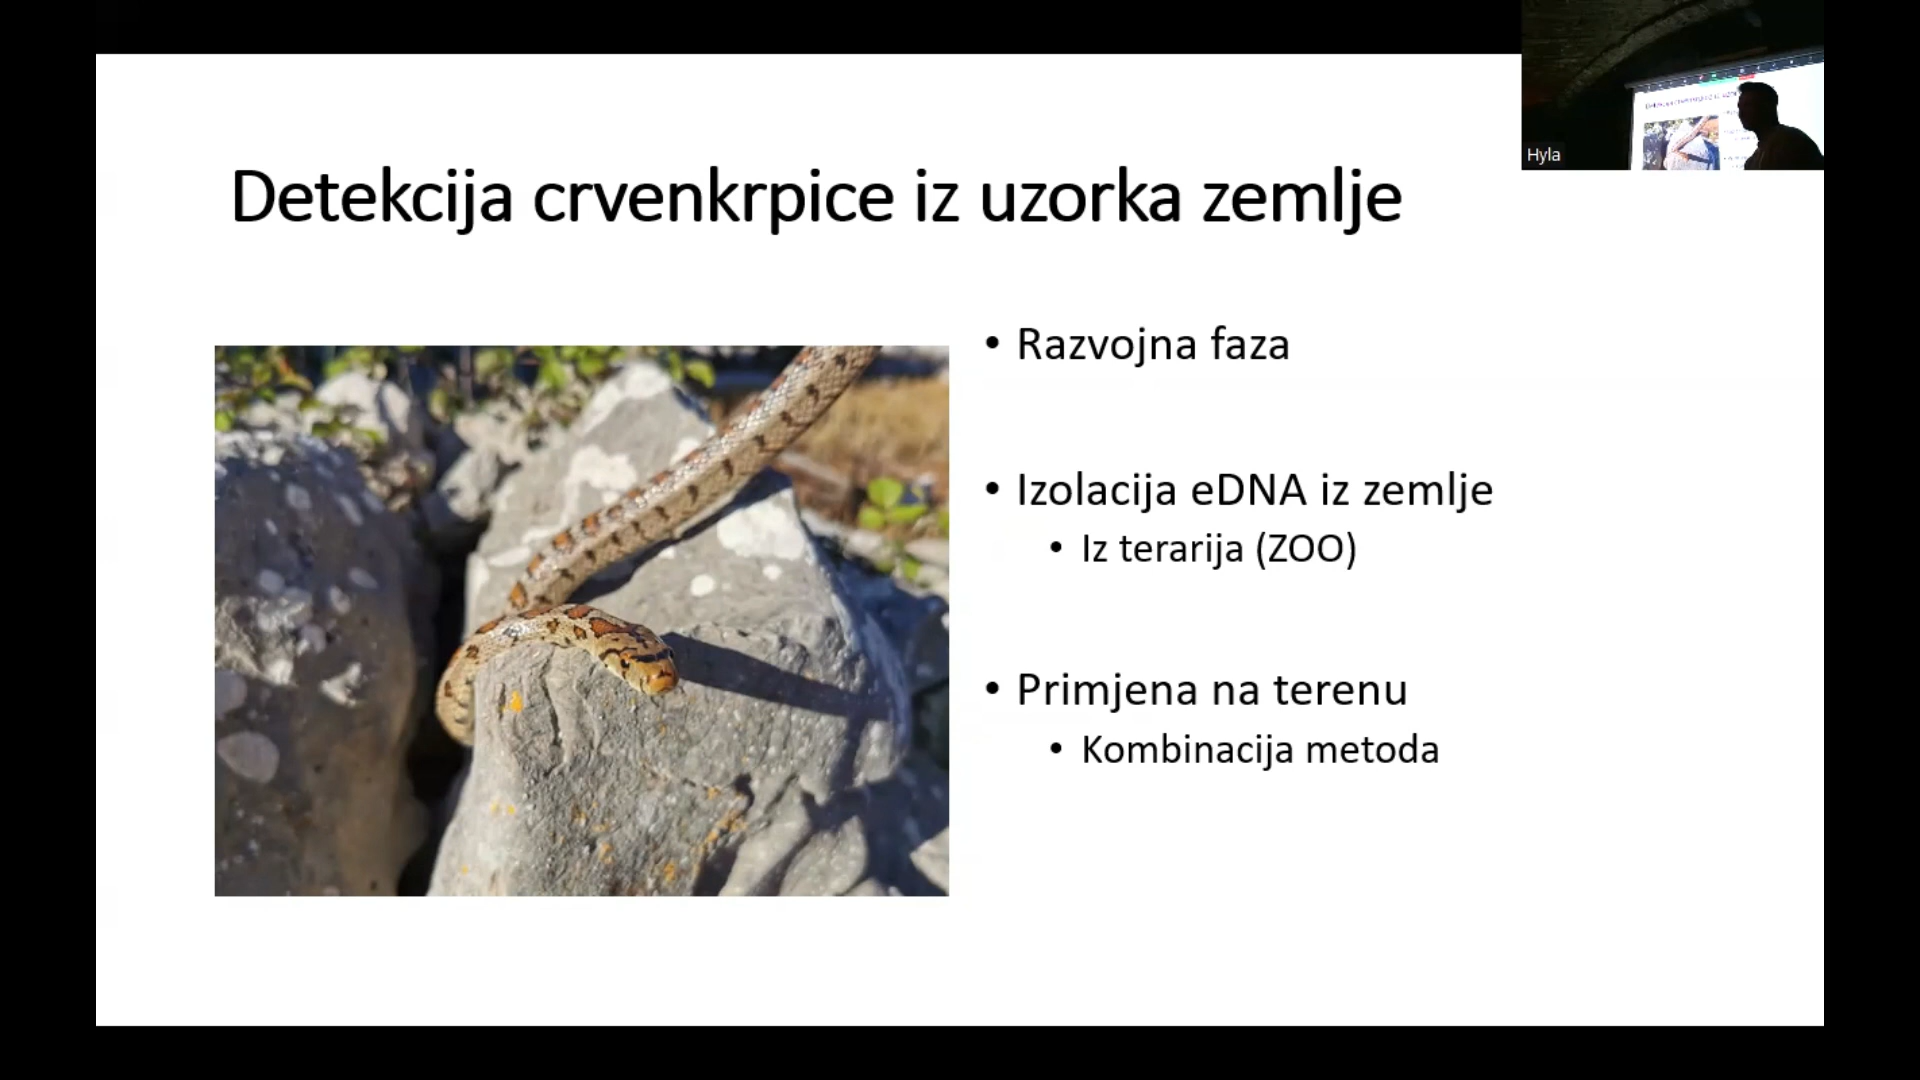 Detekcija crvenkrpice iz uzorka zemlje
• Razvojna faza
• Izolacija eDNA iz zemlje
• Iz terarija (ZOO)
• Primjena na terenu
• Kombinacija metoda
Hyla